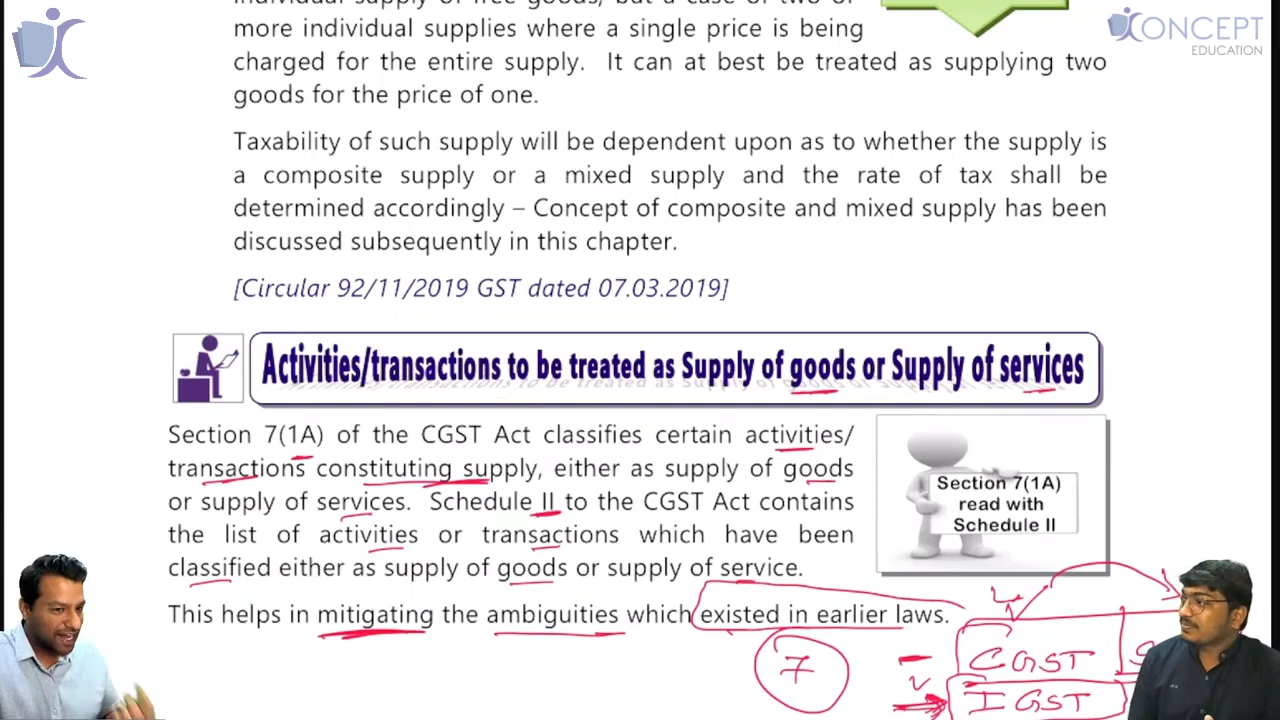 individual supply of free goods, but a case of two or
more individual supplies where a single price is being
charged for the entire supply. It can at best be treated as supplying two
goods for the price of one.
CONCEPT
EDUCATION
Taxability of such supply will be dependent upon as to whether the supply is
a composite supply or a mixed supply and the rate of tax shall be
determined accordingly – Concept of composite and mixed supply has been
discussed subsequently in this chapter.
[Circular 92/11/2019 GST dated 07.03.2019]
Activities/transactions to be treated as Supply of goods or Supply of services
Section 7(1A) of the CGST Act classifies certain activities/
transactions constituting supply, either as supply of goods
or supply of services. Schedule II to the CGST Act contains
the list of activities or transactions which have been
classified either as supply of goods or supply of service.
Section 7(1A)
read with
Schedule II
This helps in mitigating the ambiguities which existed in earlier laws.
7
CGST S
IGST